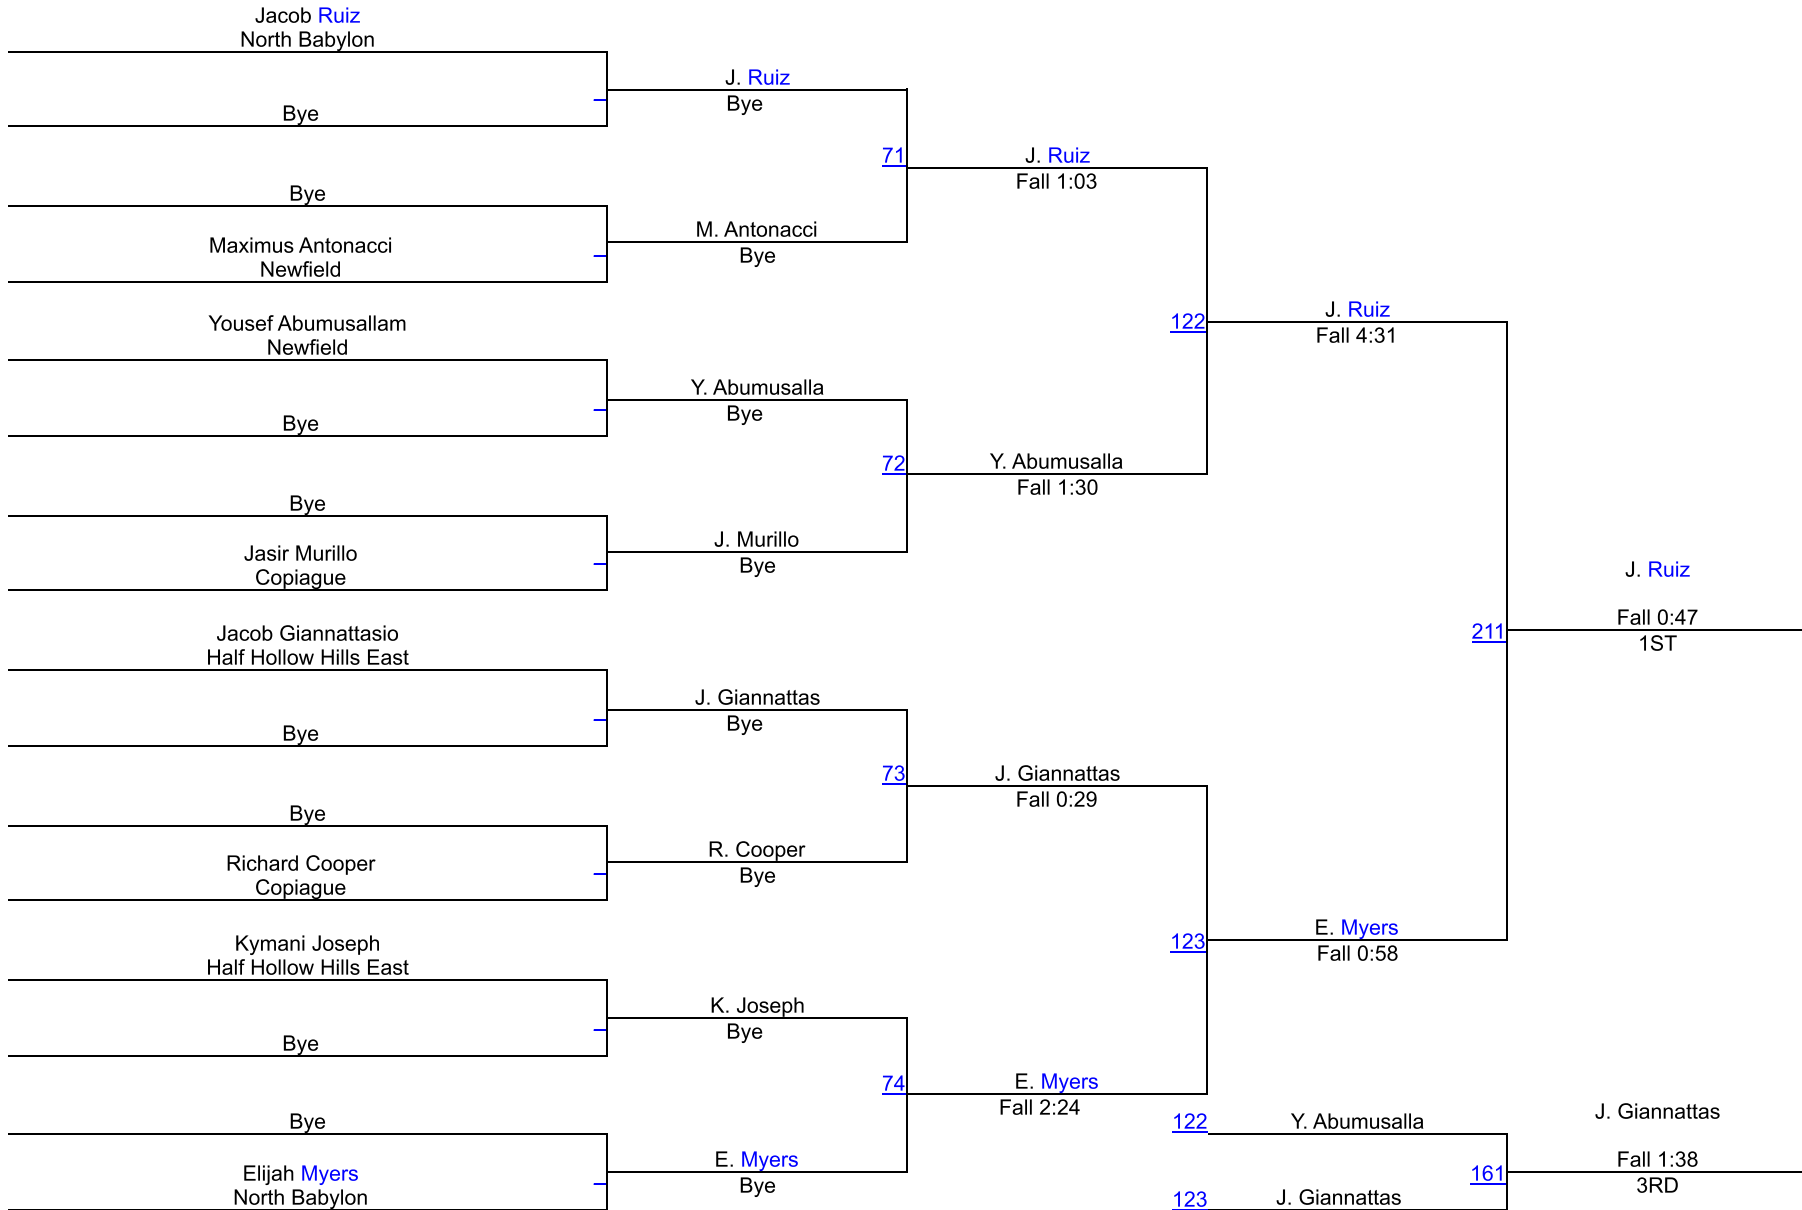 Jacob Ruiz
North Babylon
Bye
Bye
Maximus Antonacci
Newfield
Yousef Abumusallam
Newfield
Bye
Bye
Jasir Murillo
Copiague
Jacob Giannattasio
Half Hollow Hills East
Bye
Bye
Richard Cooper
Copiague
Kymani Joseph
Half Hollow Hills East
Bye
Bye
Elijah Myers
North Babylon
J. Ruiz
Bye
71
M. Antonacci
Bye
Y. Abumusalla
Bye
72
J. Murillo
Bye
J. Giannattas
Bye
73
R. Cooper
Bye
K. Joseph
Bye
74
E. Myers
Bye
J. Ruiz
Fall 1:03
122
Y. Abumusalla
Fall 1:30
J. Giannattas
Fall 0:29
123
E. Myers
Fall 2:24
J. Ruiz
Fall 4:31
211
E. Myers
Fall 0:58
J. Ruiz
Fall 0:47
1ST
122
Y. Abumusalla
161
123
J. Giannattas
J. Giannattas
Fall 1:38
3RD